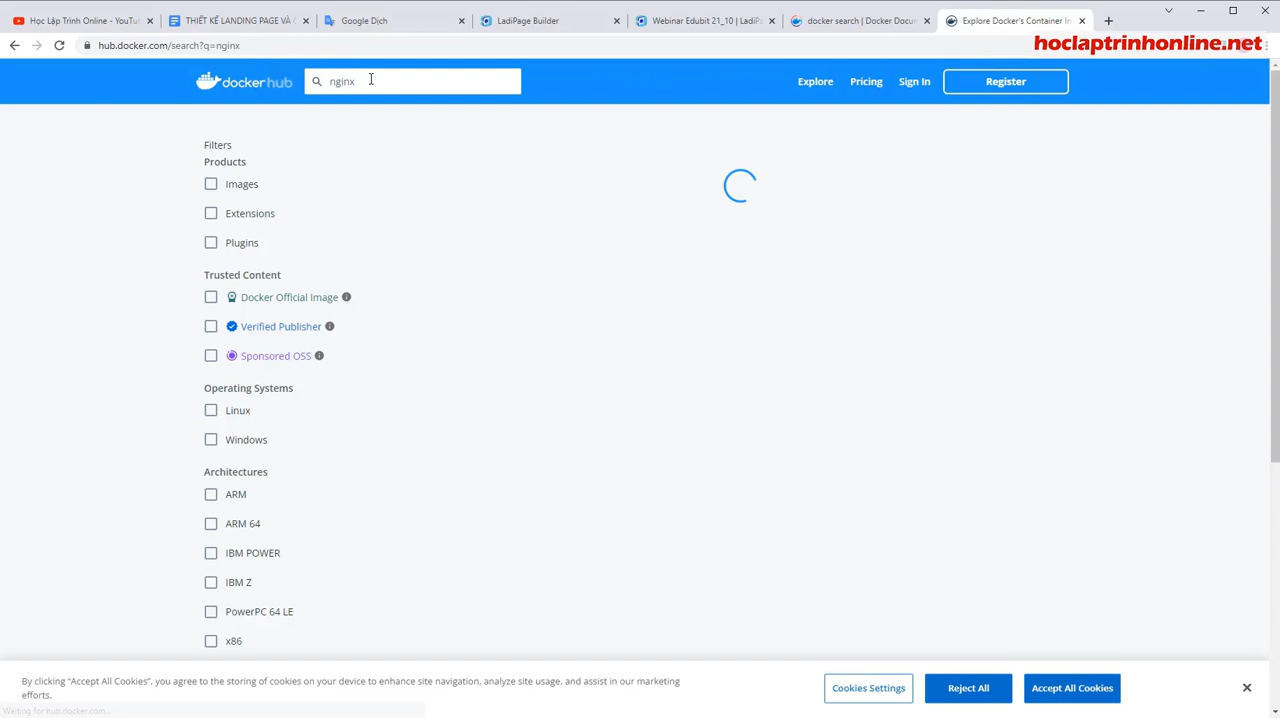 Học Lập Trình Online - YouTu
THIẾT KẾ LANDING PAGE VÀ C
Google Dịch
LadiPage Builder
Webinar Edubit 21_10 | LadiPa
docker search | Docker Docum
Explore Docker's Container Im
hub.docker.com/search?q=nginx
hoclaptrinhonline.net
docker hub
nginx
Explore
Pricing
Sign In
Register
Filters
Products
Images
Extensions
Plugins
Trusted Content
Docker Official Image
Verified Publisher
Sponsored OSS
Operating Systems
Linux
Windows
Architectures
ARM
ARM 64
IBM POWER
IBM Z
PowerPC 64 LE
x86
By clicking “Accept All Cookies”, you agree to the storing of cookies on your device to enhance site navigation, analyze site usage, and assist in our marketing
efforts.
Cookies Settings
Reject All
Accept All Cookies
Waiting for hub.docker.com...